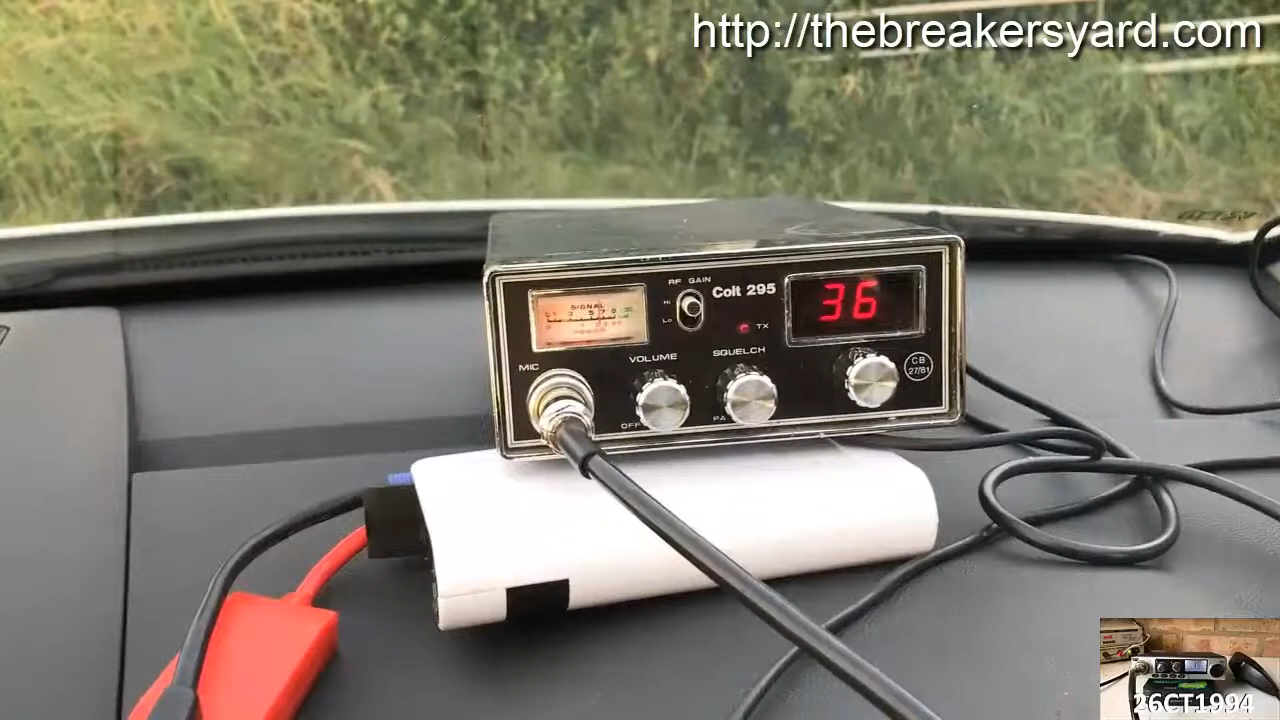 http://thebreakersyard.com
RF GAIN
Colt 295
36
SIGNAL
Hi
Lo
TX
VOLUME
SQUELCH
MIC
CB
27/81
OFF
PA
26CT1994